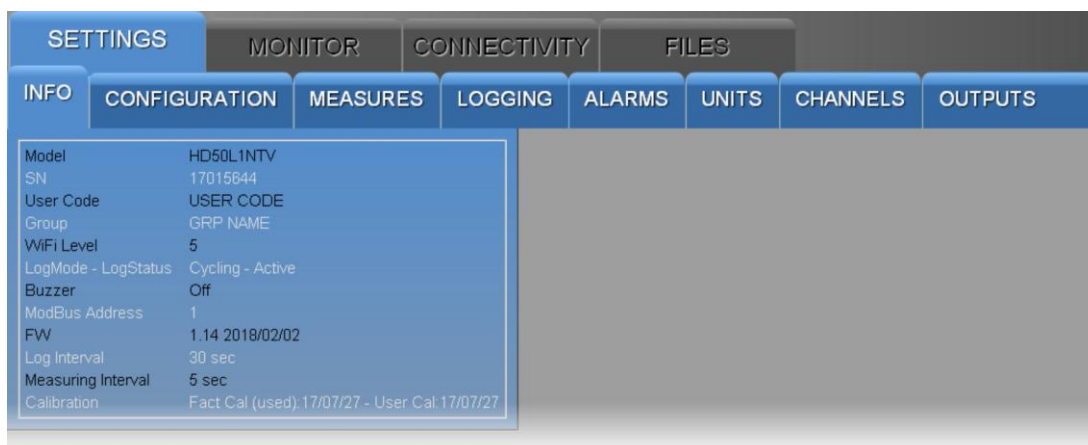 SETTINGS MONITOR CONNECTIVITY FILES
INFO CONFIGURATION MEASURES LOGGING ALARMS UNITS CHANNELS OUTPUTS
Model HD50L1NTV
SN 17015644
User Code USER CODE
Group GRP NAME
WiFi Level 5
LogMode - LogStatus Cycling - Active
Buzzer Off
ModBus Address 1
FW 1.14 2018/02/02
Log Interval 30 sec
Measuring Interval 5 sec
Calibration Fact Cal (used):17/07/27 - User Cal:17/07/27